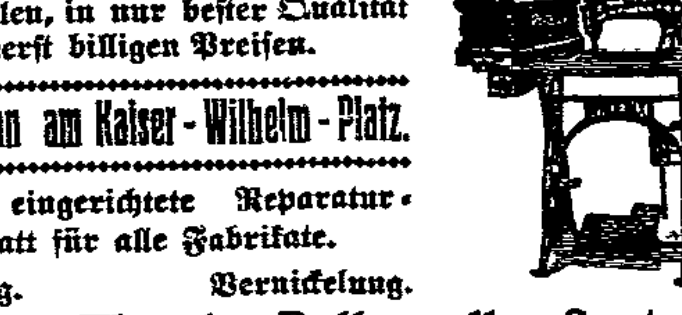 len, in nur bester Qualität
erst billigen Preisen.
am Kaiser-Wilhelm-Platz.
eingerichtete Reparatur-
att für alle Fabrikate.
g. Vernickelung.